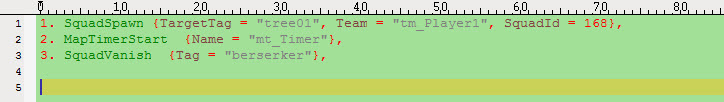 0 10 20 30 40 50 60 70 80
1 1. SquadSpawn {TargetTag = "tree01", Team = "tm_Player1", SquadId = 168},
2 2. MapTimerStart  {Name = "mt_Timer"},
3 3. SquadVanish  {Tag = "berserker"},
4
5